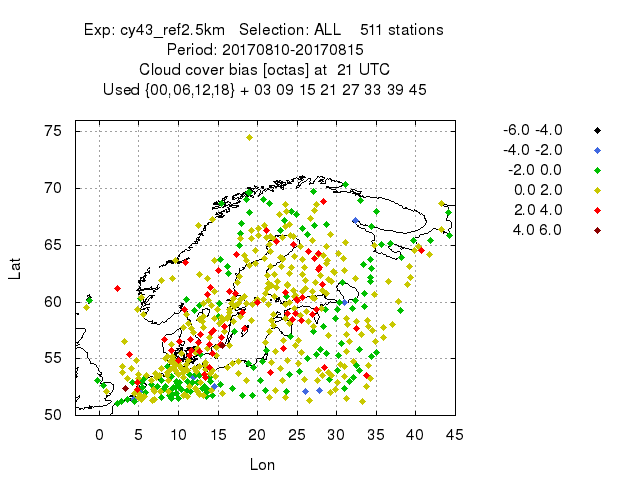 Exp: cy43_ref2.5km   Selection: ALL    511 stations
Period: 20170810-20170815
Cloud cover bias [octas] at  21 UTC
Used {00,06,12,18} + 03 09 15 21 27 33 39 45
-6.0 -4.0
-4.0 -2.0
-2.0 0.0
0.0 2.0
2.0 4.0
4.0 6.0
75
70
65
60
55
50
Lat
0 5 10 15 20 25 30 35 40 45
Lon